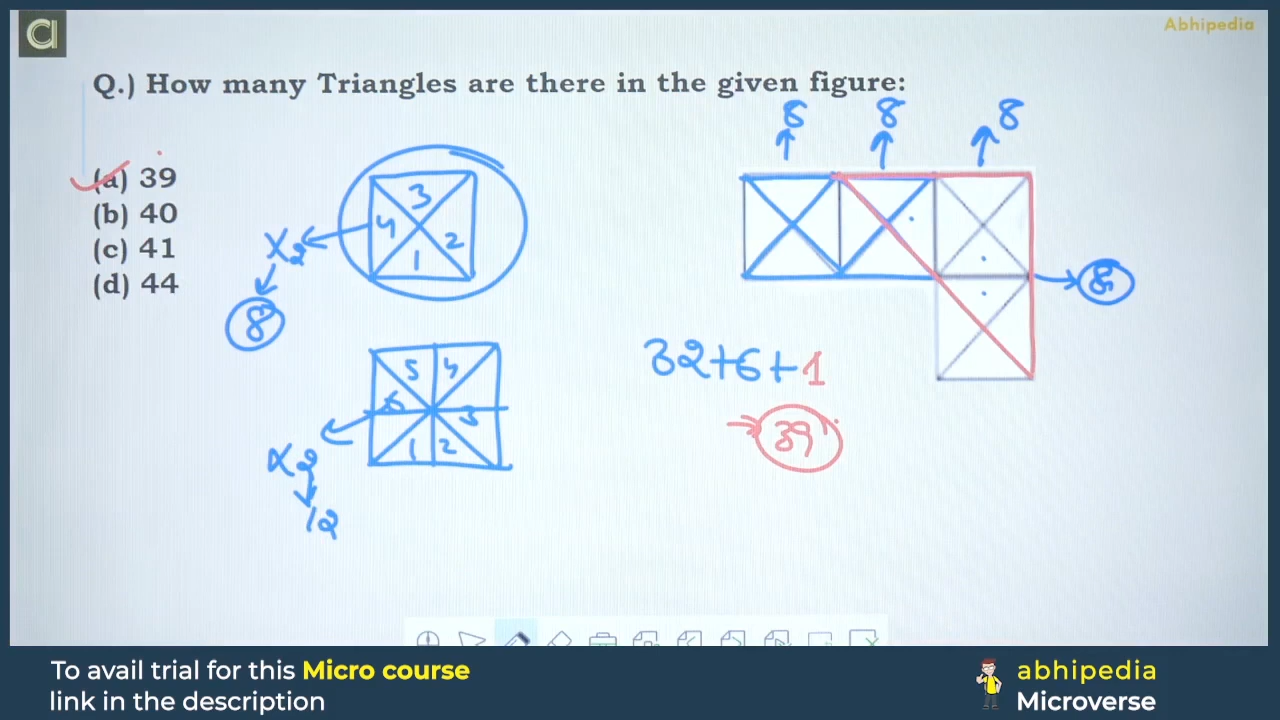 Abhipedia
Q.) How many Triangles are there in the given figure:
(a) 39
(b) 40
(c) 41
(d) 44
3
4
2
1
X2
8
5
4
6
3
1
2
X2
12
8
8
8
8
32+6+1
39
To avail trial for this Micro course
link in the description
abhipedia
Microverse